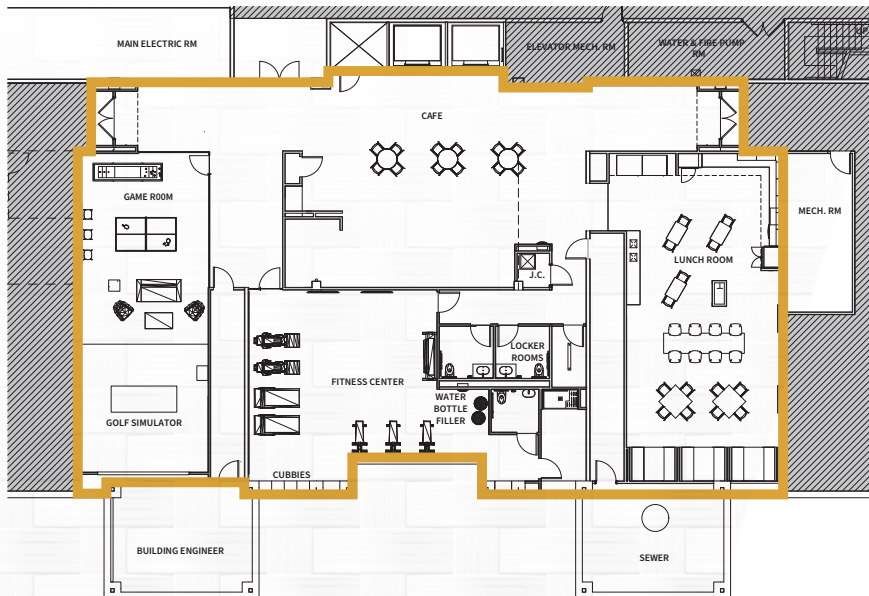 MAIN ELECTRIC RM
ELEVATOR MECH. RM
WATER & FIRE PUMP
RM
UP
CAFE
GAME ROOM
MECH. RM
LUNCH ROOM
J.C.
LOCKER
ROOMS
FITNESS CENTER
WATER
BOTTLE
FILLER
GOLF SIMULATOR
CUBBIES
BUILDING ENGINEER
SEWER